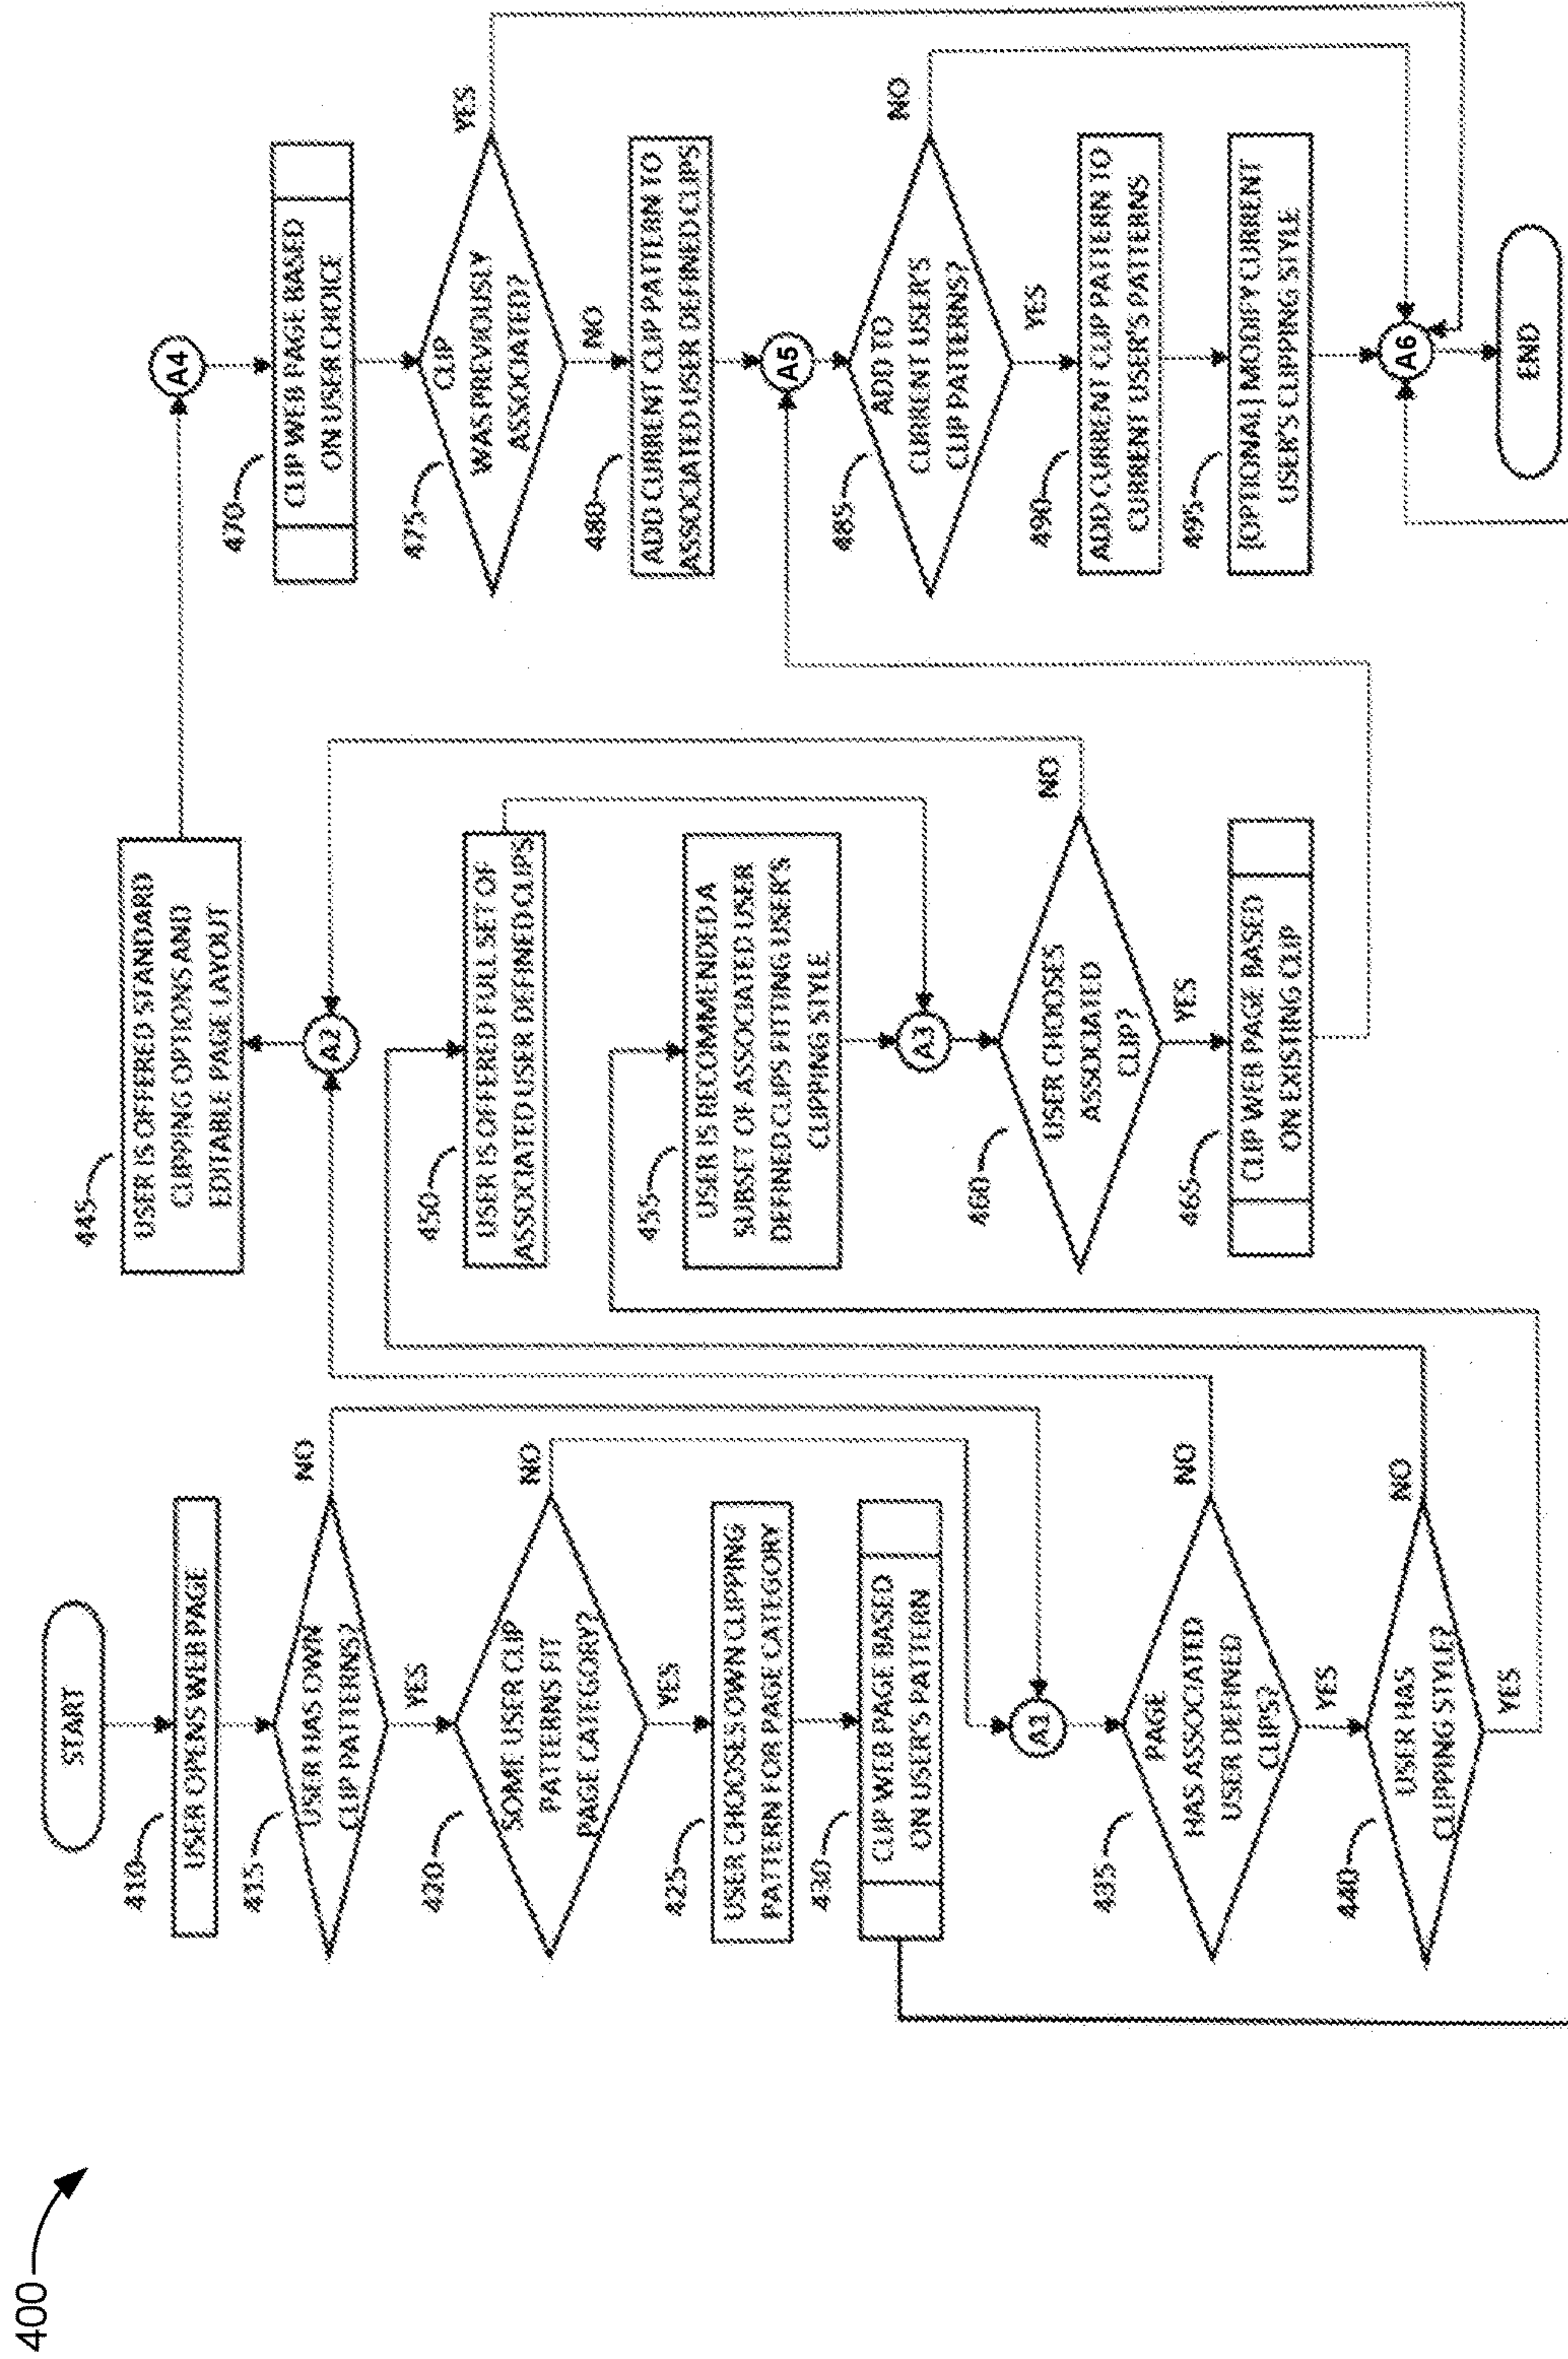 400
START
410
USER OPENS WEB PAGE
415
USER HAS OWN
CLIP PATTERNS?
NO
YES
420
SOME USER CLIP
PATTERNS FIT
PAGE CATEGORY?
NO
YES
425
USER CHOOSES OWN CLIPPING
PATTERN FOR PAGE CATEGORY
430
CLIP WEB PAGE BASED
ON USER'S PATTERN
A1
435
PAGE
HAS ASSOCIATED
USER DEFINED
CLIPS?
NO
YES
440
USER HAS
CLIPPING STYLE?
NO
YES
445
USER IS OFFERED STANDARD
CLIPPING OPTIONS AND
EDITABLE PAGE LAYOUT
A2
450
USER IS OFFERED FULL SET OF
ASSOCIATED USER DEFINED CLIPS
455
USER IS RECOMMENDED A
SUBSET OF ASSOCIATED USER
DEFINED CLIPS FITTING USER'S
CLIPPING STYLE
A3
460
USER CHOOSES
ASSOCIATED
CLIP?
NO
YES
465
CLIP WEB PAGE BASED
ON EXISTING CLIP
A4
470
CLIP WEB PAGE BASED
ON USER CHOICE
475
CLIP
WAS PREVIOUSLY
ASSOCIATED?
YES
NO
480
ADD CURRENT CLIP PATTERN TO
ASSOCIATED USER DEFINED CLIPS
A5
485
ADD TO
CURRENT USER'S
CLIP PATTERNS?
NO
YES
490
ADD CURRENT CLIP PATTERN TO
CURRENT USER'S PATTERNS
495
[OPTIONAL] MODIFY CURRENT
USER'S CLIPPING STYLE
A6
END